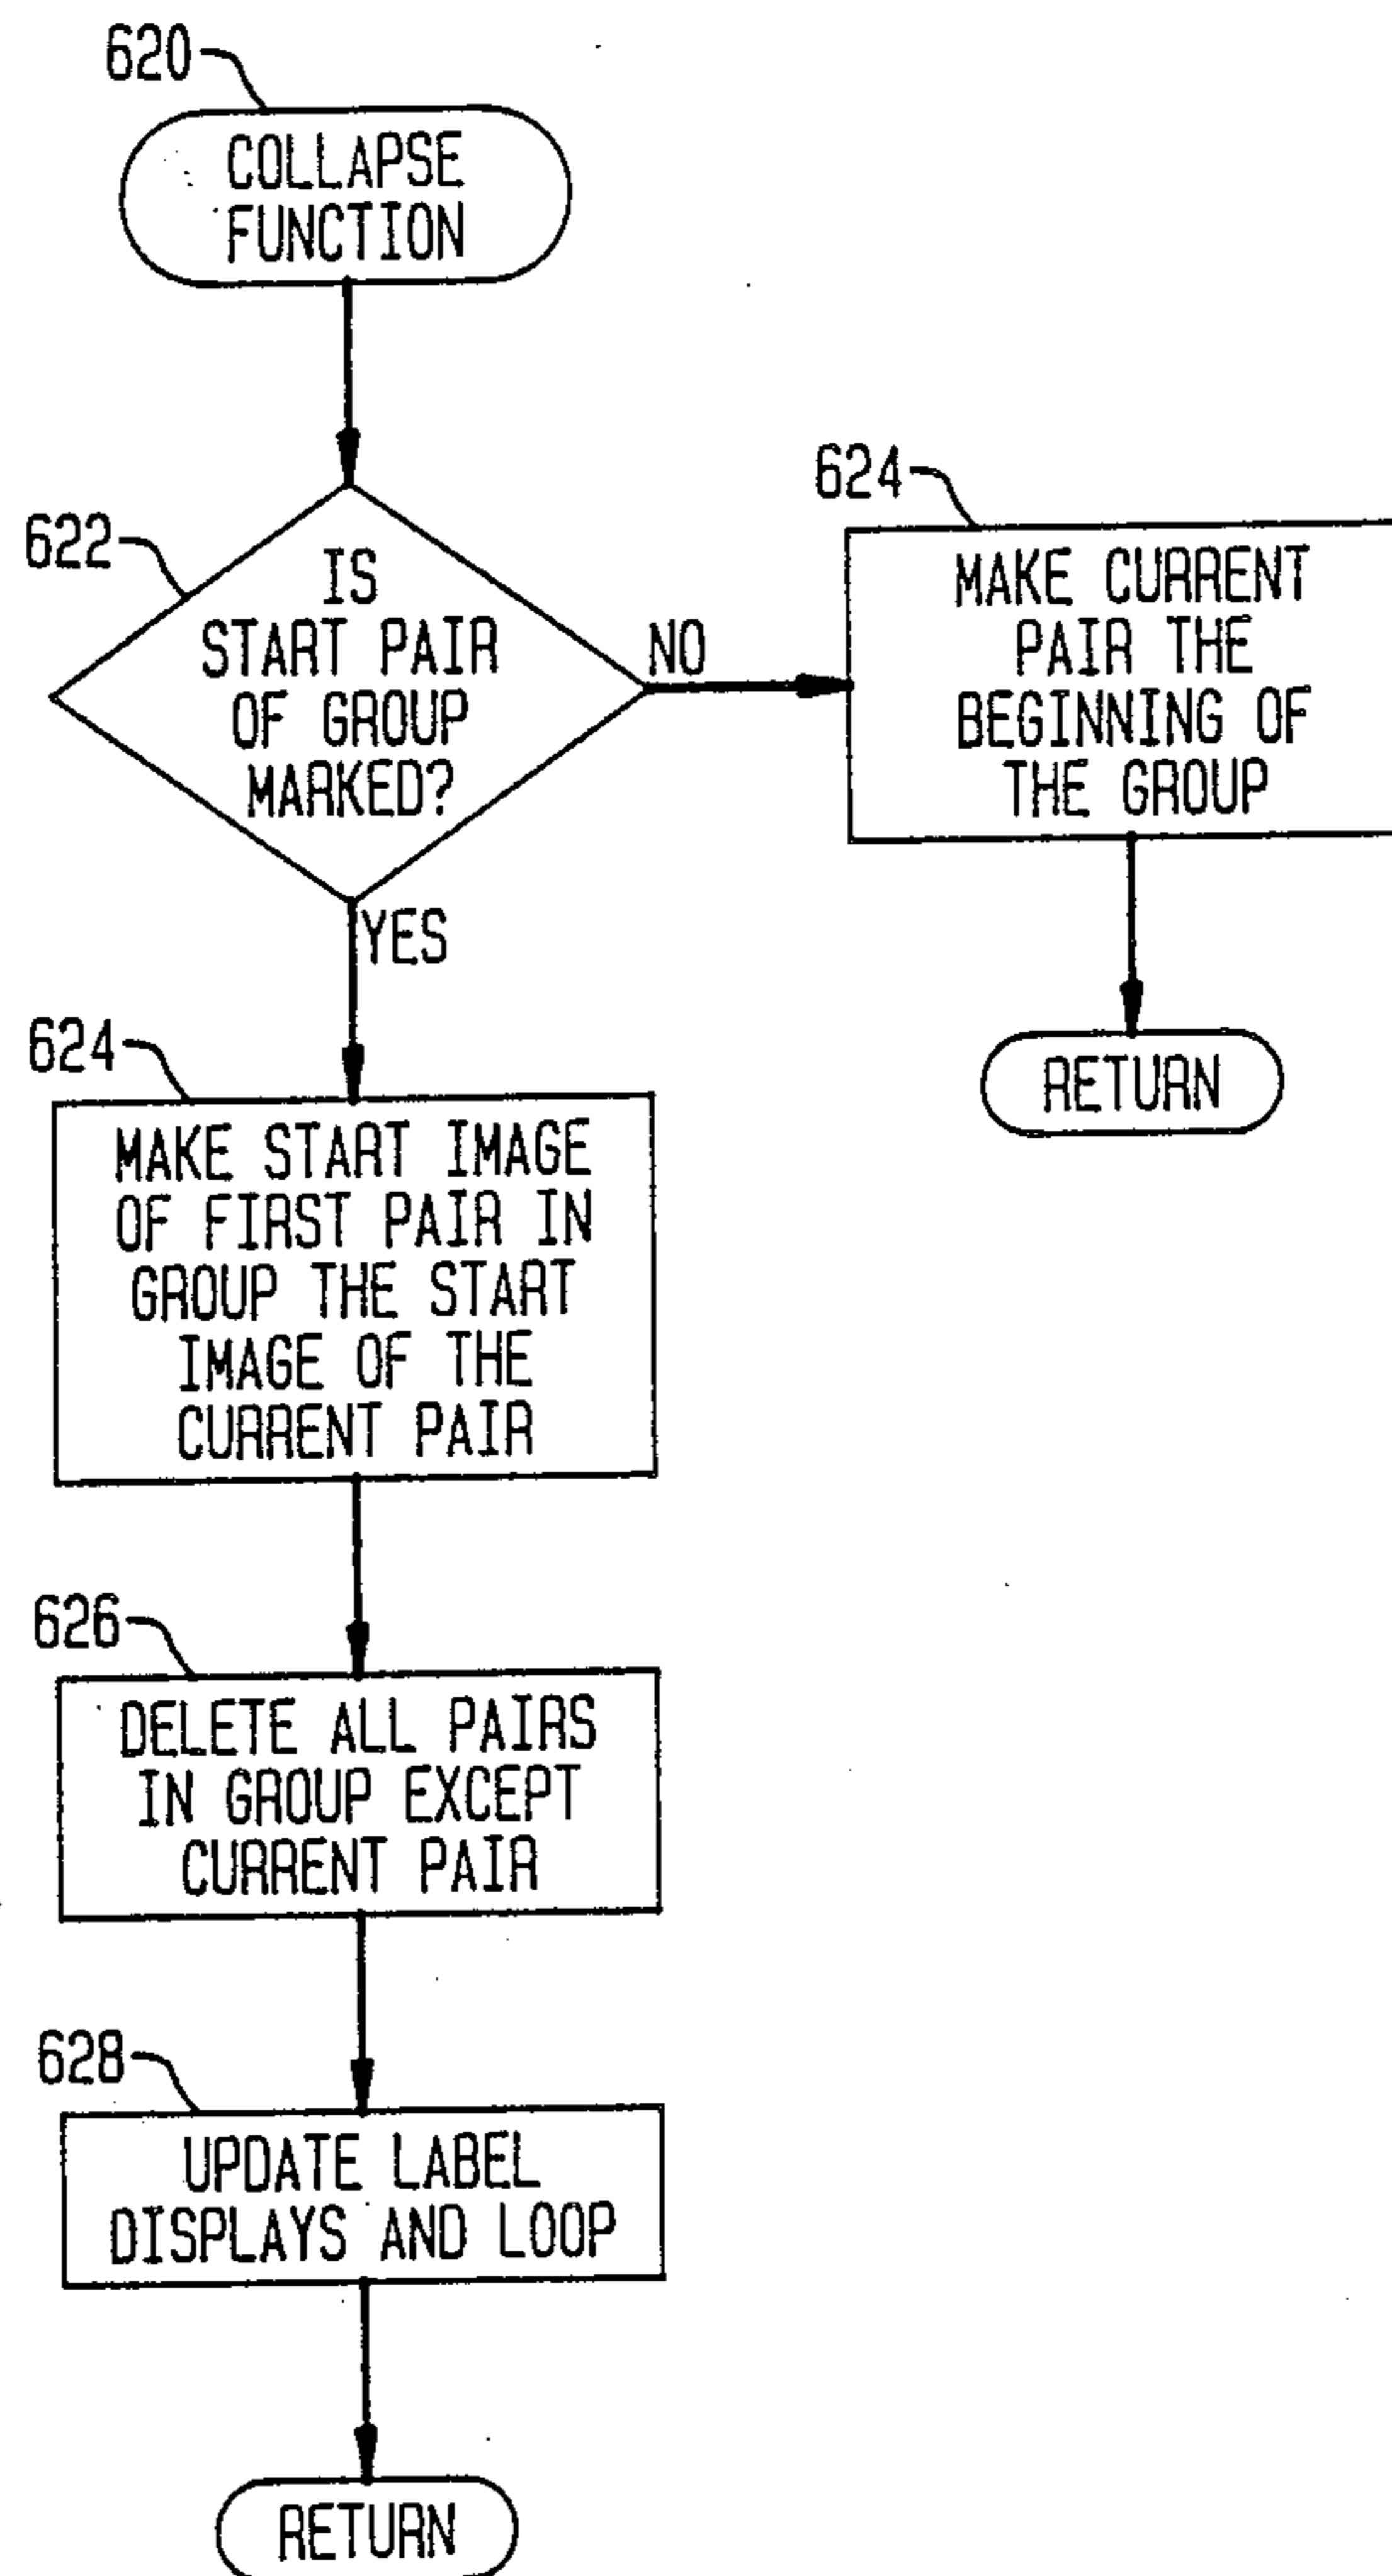 620
COLLAPSE
FUNCTION
622
IS
START PAIR
OF GROUP
MARKED?
NO
624
MAKE CURRENT
PAIR THE
BEGINNING OF
THE GROUP
RETURN
YES
624
MAKE START IMAGE
OF FIRST PAIR IN
GROUP THE START
IMAGE OF THE
CURRENT PAIR
626
DELETE ALL PAIRS
IN GROUP EXCEPT
CURRENT PAIR
628
UPDATE LABEL
DISPLAYS AND LOOP
RETURN